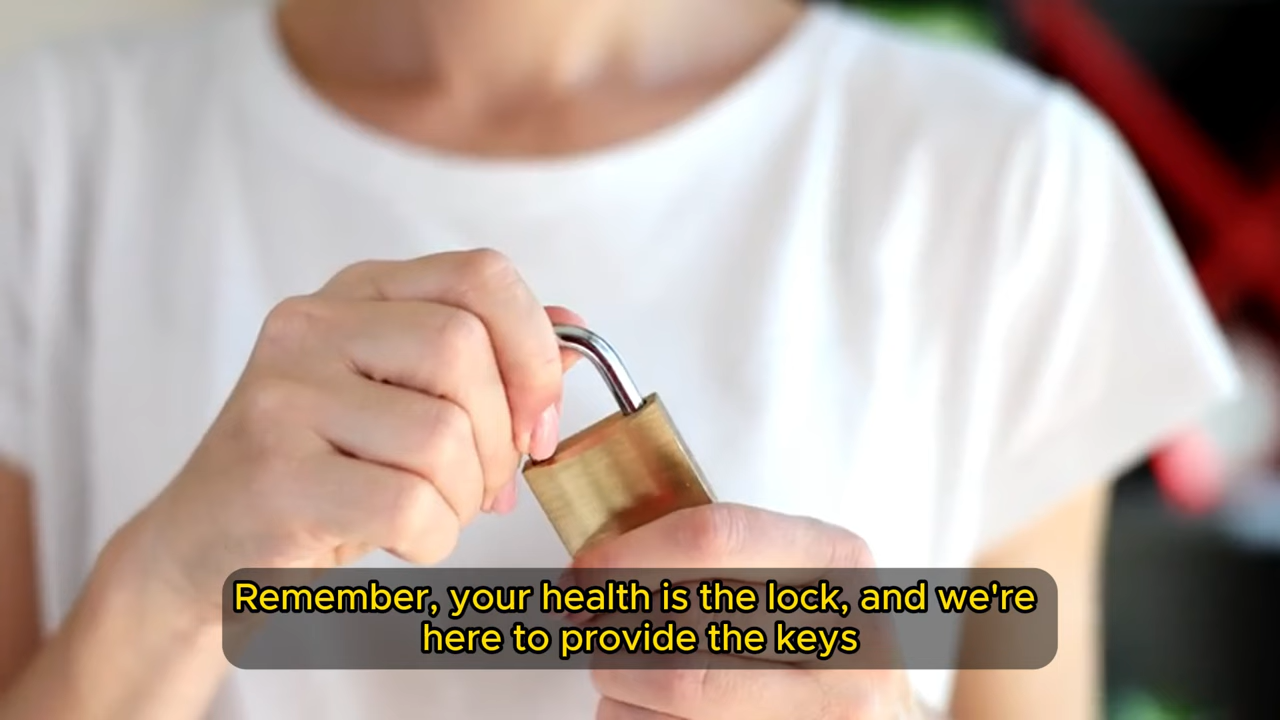 Remember, your health is the lock, and we're
here to provide the keys